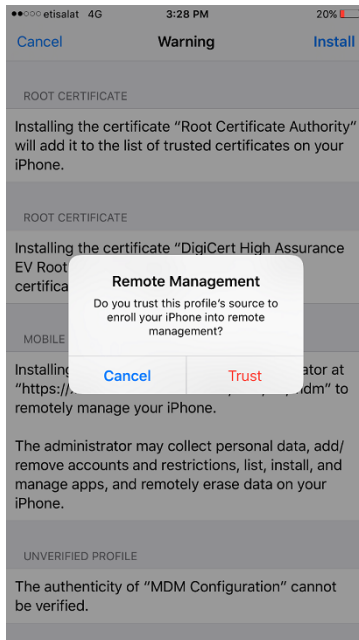 etisalat 4G 3:28 PM 20%
Cancel Warning Install
ROOT CERTIFICATE
Installing the certificate “Root Certificate Authority”
will add it to the list of trusted certificates on your
iPhone.
ROOT CERTIFICATE
Installing the certificate “DigiCert High Assurance
EV Root
certifica
Remote Management
Do you trust this profile's source to
enroll your iPhone into remote
management?
Cancel Trust
MOBILE
Installing ator at
“https:// dm” to
remotely manage your iPhone.
The administrator may collect personal data, add/
remove accounts and restrictions, list, install, and
manage apps, and remotely erase data on your
iPhone.
UNVERIFIED PROFILE
The authenticity of “MDM Configuration” cannot
be verified.